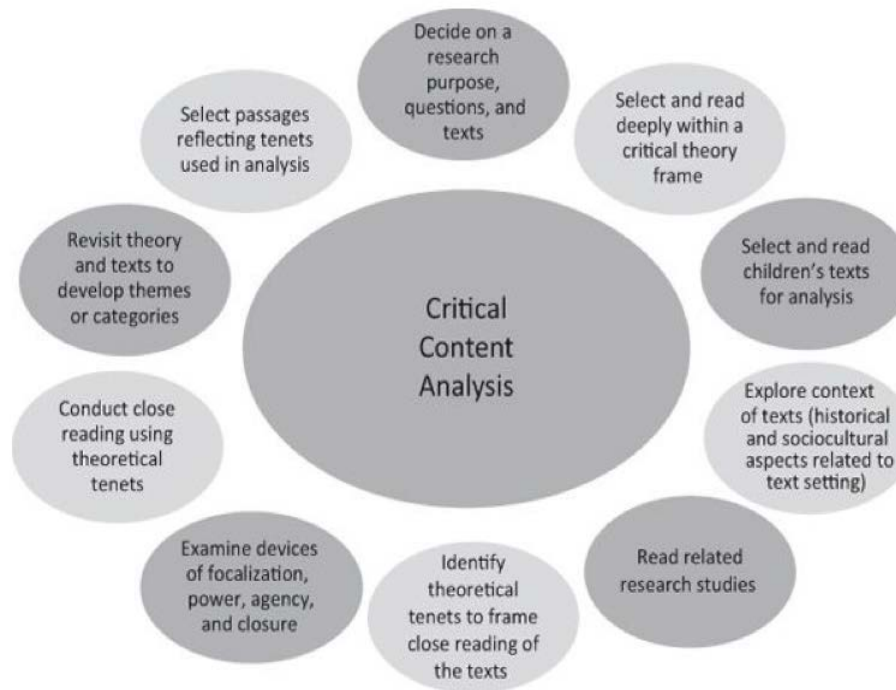 Decide on a
research
purpose,
questions, and
texts
Select and read
deeply within a
critical theory
frame
Select and read
children's texts
for analysis
Explore context
of texts (historical
and sociocultural
aspects related to
text setting)
Read related
research studies
Identify
theoretical
tenets to frame
close reading of
the texts
Examine devices
of focalization,
power, agency,
and closure
Conduct close
reading using
theoretical
tenets
Revisit theory
and texts to
develop themes
or categories
Select passages
reflecting tenets
used in analysis
Critical
Content
Analysis